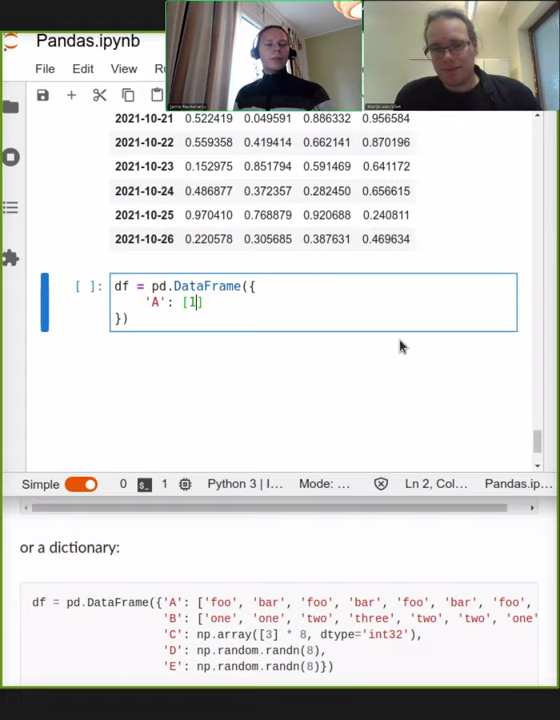 Pandas.ipynb
File Edit View Ru
2021-10-21 0.522419 0.049591 0.886332 0.956584
2021-10-22 0.559358 0.419414 0.662141 0.870196
2021-10-23 0.152975 0.851794 0.591469 0.641172
2021-10-24 0.486877 0.372357 0.282450 0.656615
2021-10-25 0.970410 0.768879 0.920688 0.240811
2021-10-26 0.220578 0.305685 0.387631 0.469634
[ ]: df = pd.DataFrame({
'A': [1]
})
Simple 0 $_ 1 Python 3 | I... Mode: ... Ln 2, Col... Pandas.ip...
or a dictionary:
df = pd.DataFrame({'A': ['foo', 'bar', 'foo', 'bar', 'foo', 'bar', 'foo',
'B': ['one', 'one', 'two', 'three', 'two', 'two', 'one'
'C': np.array([3] * 8, dtype='int32'),
'D': np.random.randn(8),
'E': np.random.randn(8)})